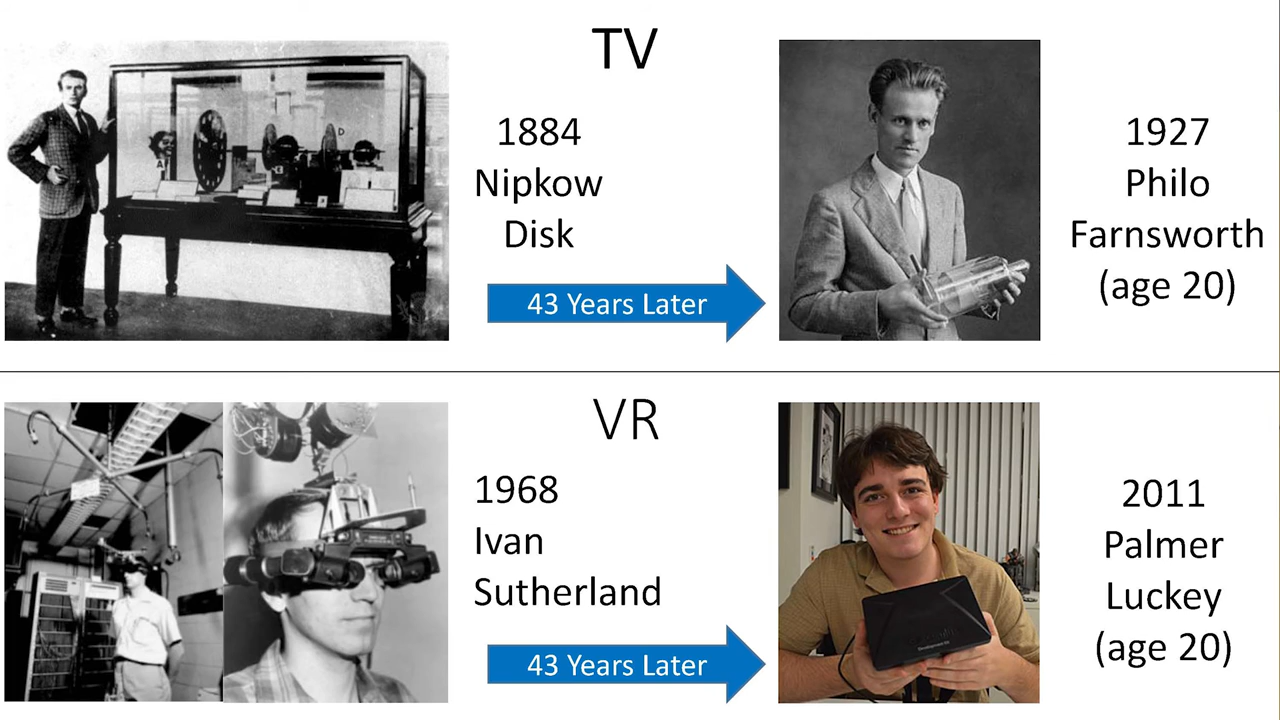 TV
1884
Nipkow
Disk
43 Years Later
1927
Philo
Farnsworth
(age 20)
VR
1968
Ivan
Sutherland
43 Years Later
2011
Palmer
Luckey
(age 20)
A
D